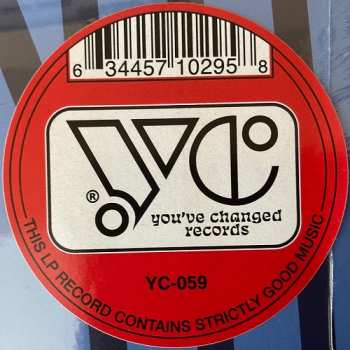 6 34457 10295 8
® yc
you've changed
records
YC-059
THIS LP RECORD CONTAINS STRICTLY GOOD MUSIC